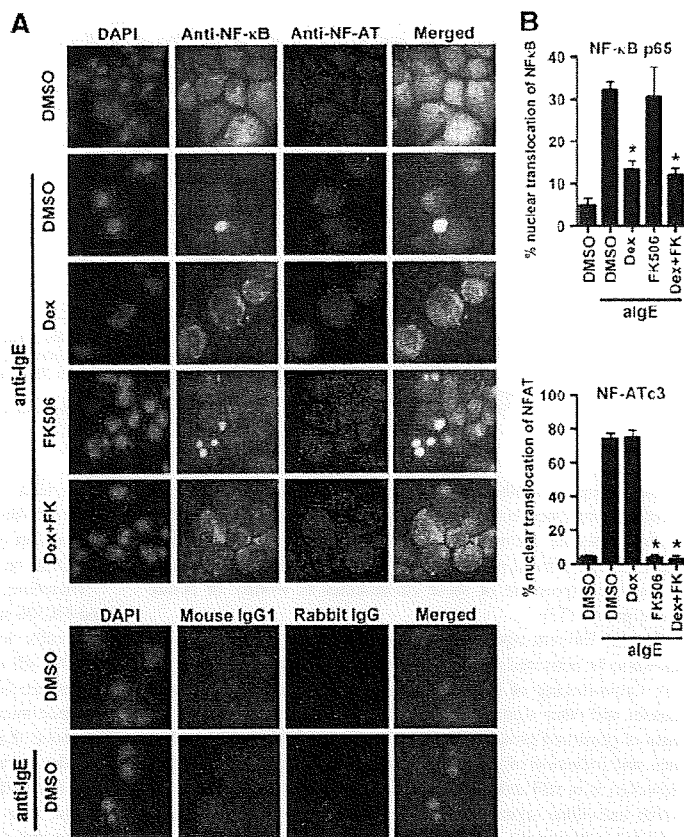 A
DAPI Anti-NF-κB Anti-NF-AT Merged
DMSO
anti-IgE
DMSO
Dex
FK506
Dex+FK
DAPI Mouse IgG1 Rabbit IgG Merged
DMSO
anti-IgE
DMSO
B
NF-κB p65
% nuclear translocation of NFκB
40
30
20
10
0
* *
DMSO DMSO Dex FK506 Dex+FK
aIgE
NF-ATc3
% nuclear translocation of NFAT
100
80
60
40
20
0
* *
DMSO DMSO Dex FK506 Dex+FK
aIgE